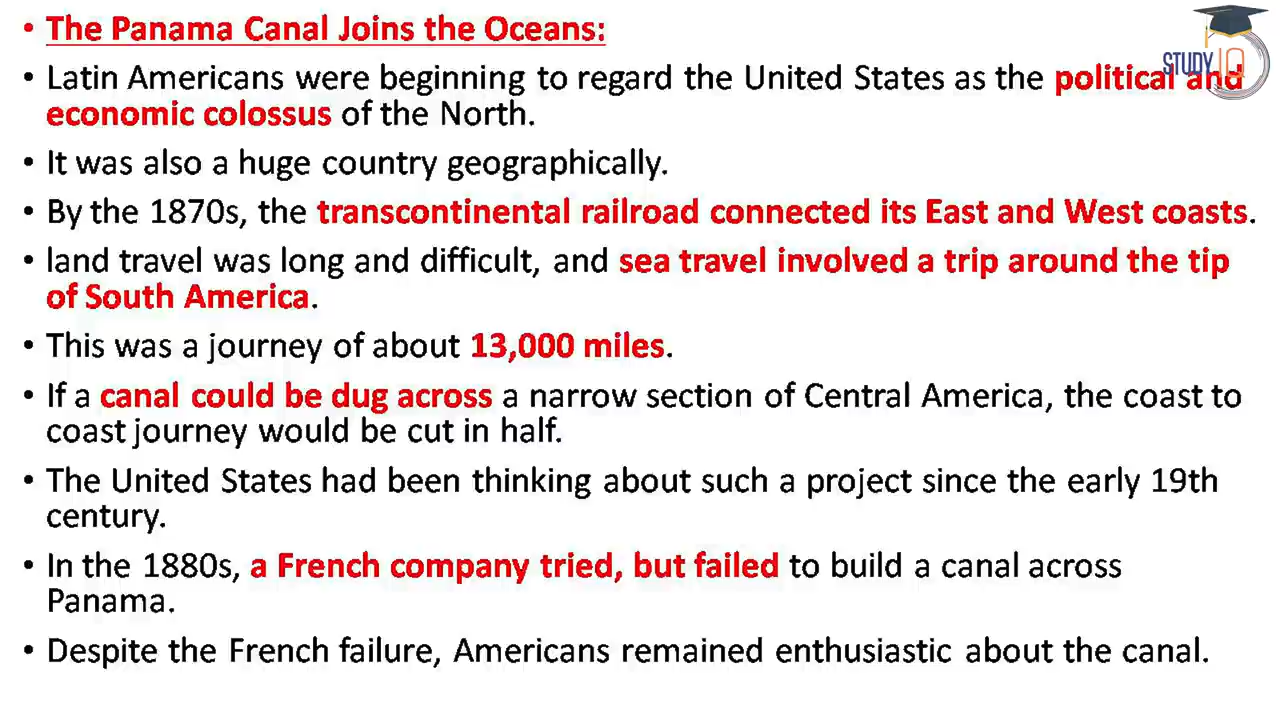 • The Panama Canal Joins the Oceans:
STUDY IQ
• Latin Americans were beginning to regard the United States as the political and
economic colossus of the North.
• It was also a huge country geographically.
• By the 1870s, the transcontinental railroad connected its East and West coasts.
• land travel was long and difficult, and sea travel involved a trip around the tip
of South America.
• This was a journey of about 13,000 miles.
• If a canal could be dug across a narrow section of Central America, the coast to
coast journey would be cut in half.
• The United States had been thinking about such a project since the early 19th
century.
• In the 1880s, a French company tried, but failed to build a canal across
Panama.
• Despite the French failure, Americans remained enthusiastic about the canal.